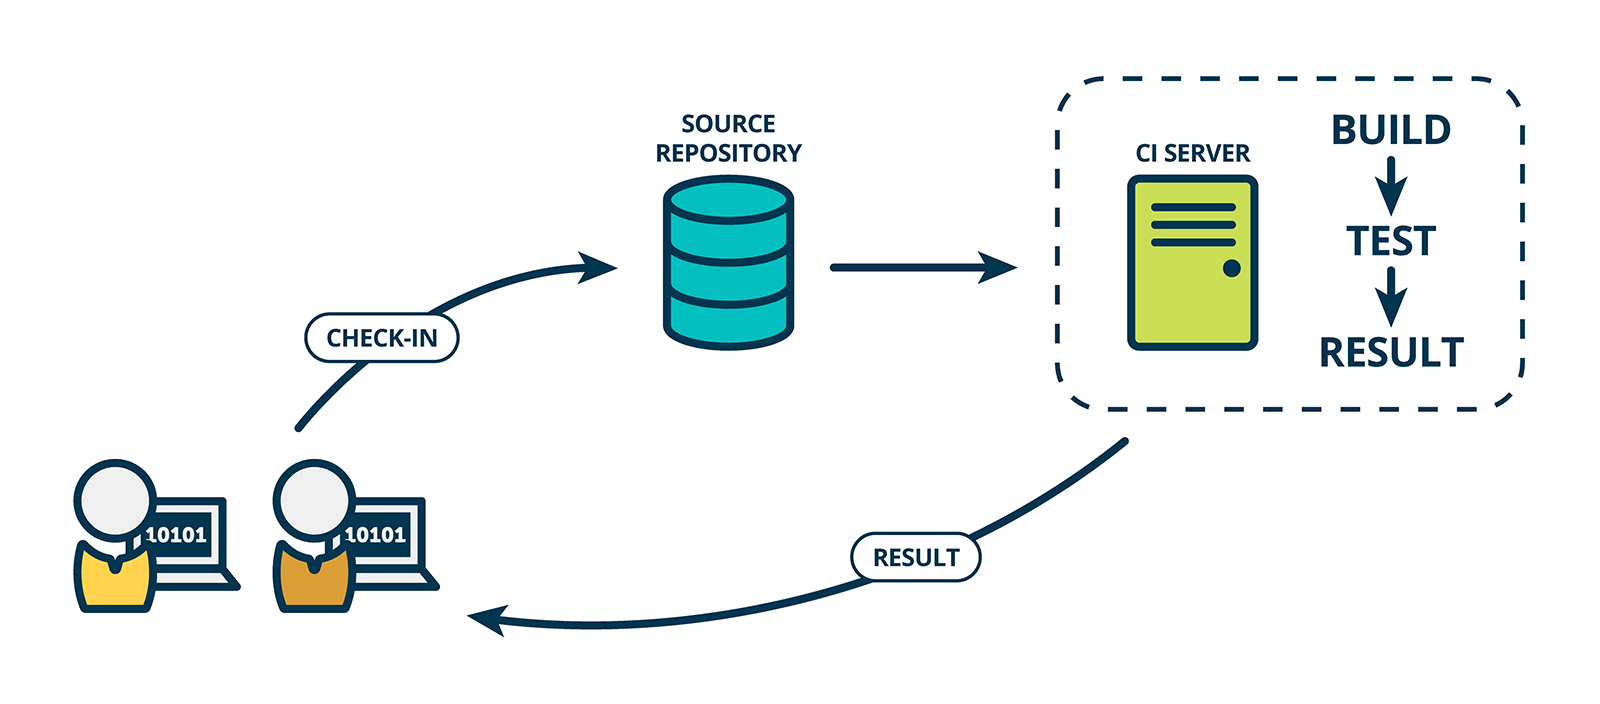 SOURCE
REPOSITORY
CI SERVER
BUILD
TEST
RESULT
CHECK-IN
10101
10101
RESULT